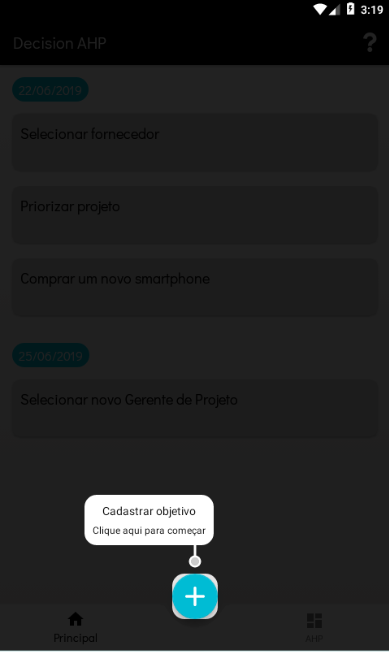 3:19
Decision AHP
?
22/06/2019
Selecionar fornecedor
Priorizar projeto
Comprar um novo smartphone
25/06/2019
Selecionar novo Gerente de Projeto
Cadastrar objetivo
Clique aqui para começar
Principal
AHP